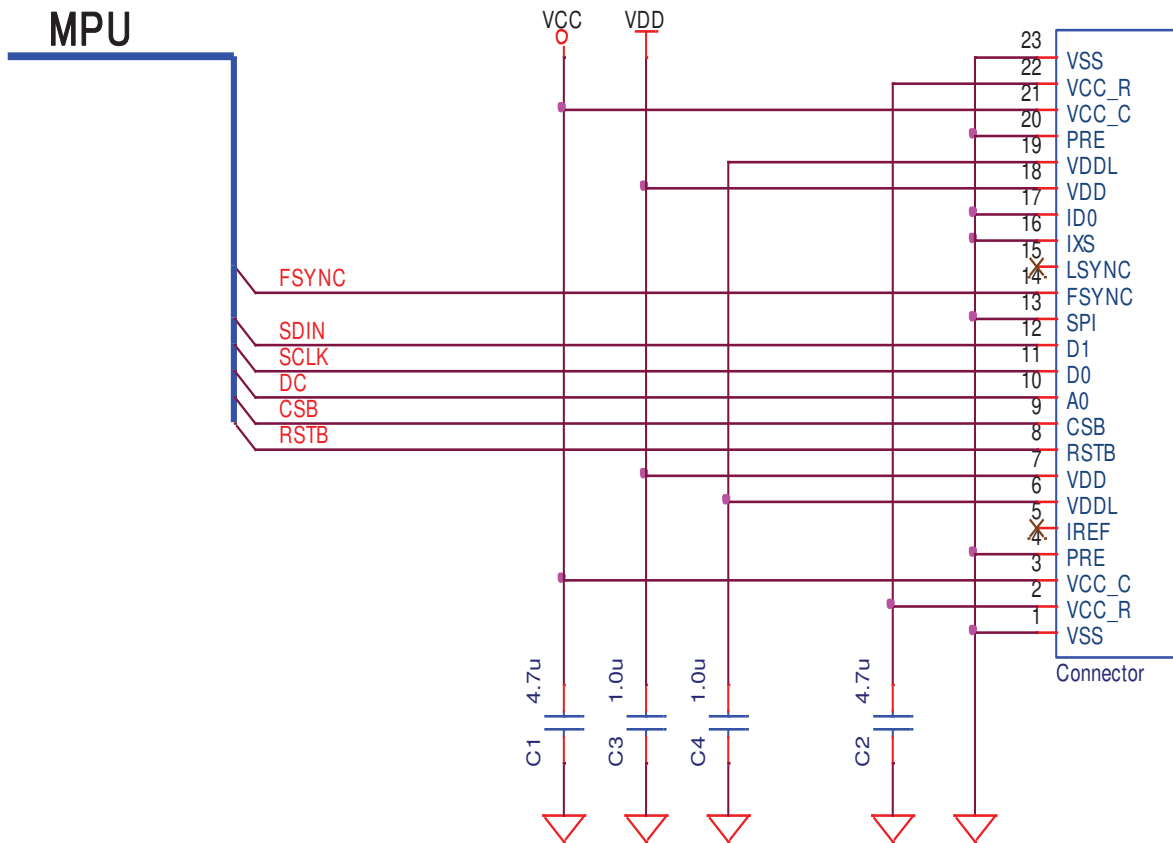 MPU
VCC
VDD
FSYNC
SDIN
SCLK
DC
CSB
RSTB
23
VSS
22
VCC_R
21
VCC_C
20
PRE
19
VDDL
18
VDD
17
ID0
16
IXS
15
LSYNC
14
FSYNC
13
SPI
12
D1
11
D0
10
A0
9
CSB
8
RSTB
7
VDD
6
VDDL
5
IREF
4
PRE
3
VCC_C
2
VCC_R
1
VSS
Connector
4.7u
C1
1.0u
C3
1.0u
C4
4.7u
C2